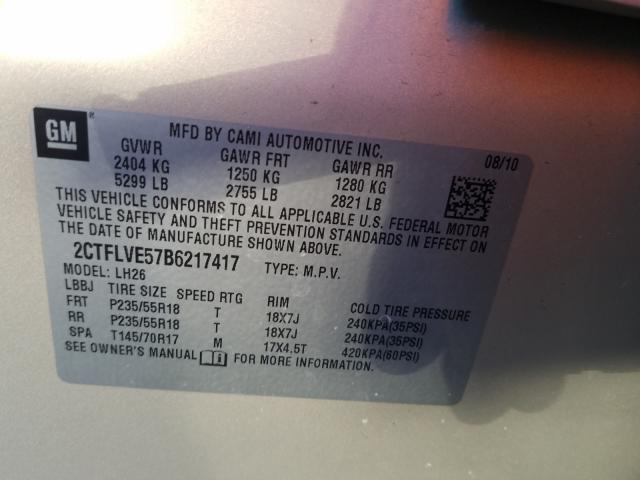 GM ®
MFD BY CAMI AUTOMOTIVE INC.
GVWR GAWR FRT GAWR RR 08/10
2404 KG 1250 KG 1280 KG
5299 LB 2755 LB 2821 LB
THIS VEHICLE CONFORMS TO ALL APPLICABLE U.S. FEDERAL MOTOR
VEHICLE SAFETY AND THEFT PREVENTION STANDARDS IN EFFECT ON
THE DATE OF MANUFACTURE SHOWN ABOVE.
2CTFLVE57B6217417 TYPE: M.P.V.
MODEL: LH26
LBBJ TIRE SIZE SPEED RTG RIM COLD TIRE PRESSURE
FRT P235/55R18 T 18X7J 240KPA(35PSI)
RR P235/55R18 T 18X7J 240KPA(35PSI)
SPA T145/70R17 M 17X4.5T 420KPA(60PSI)
SEE OWNER'S MANUAL FOR MORE INFORMATION.